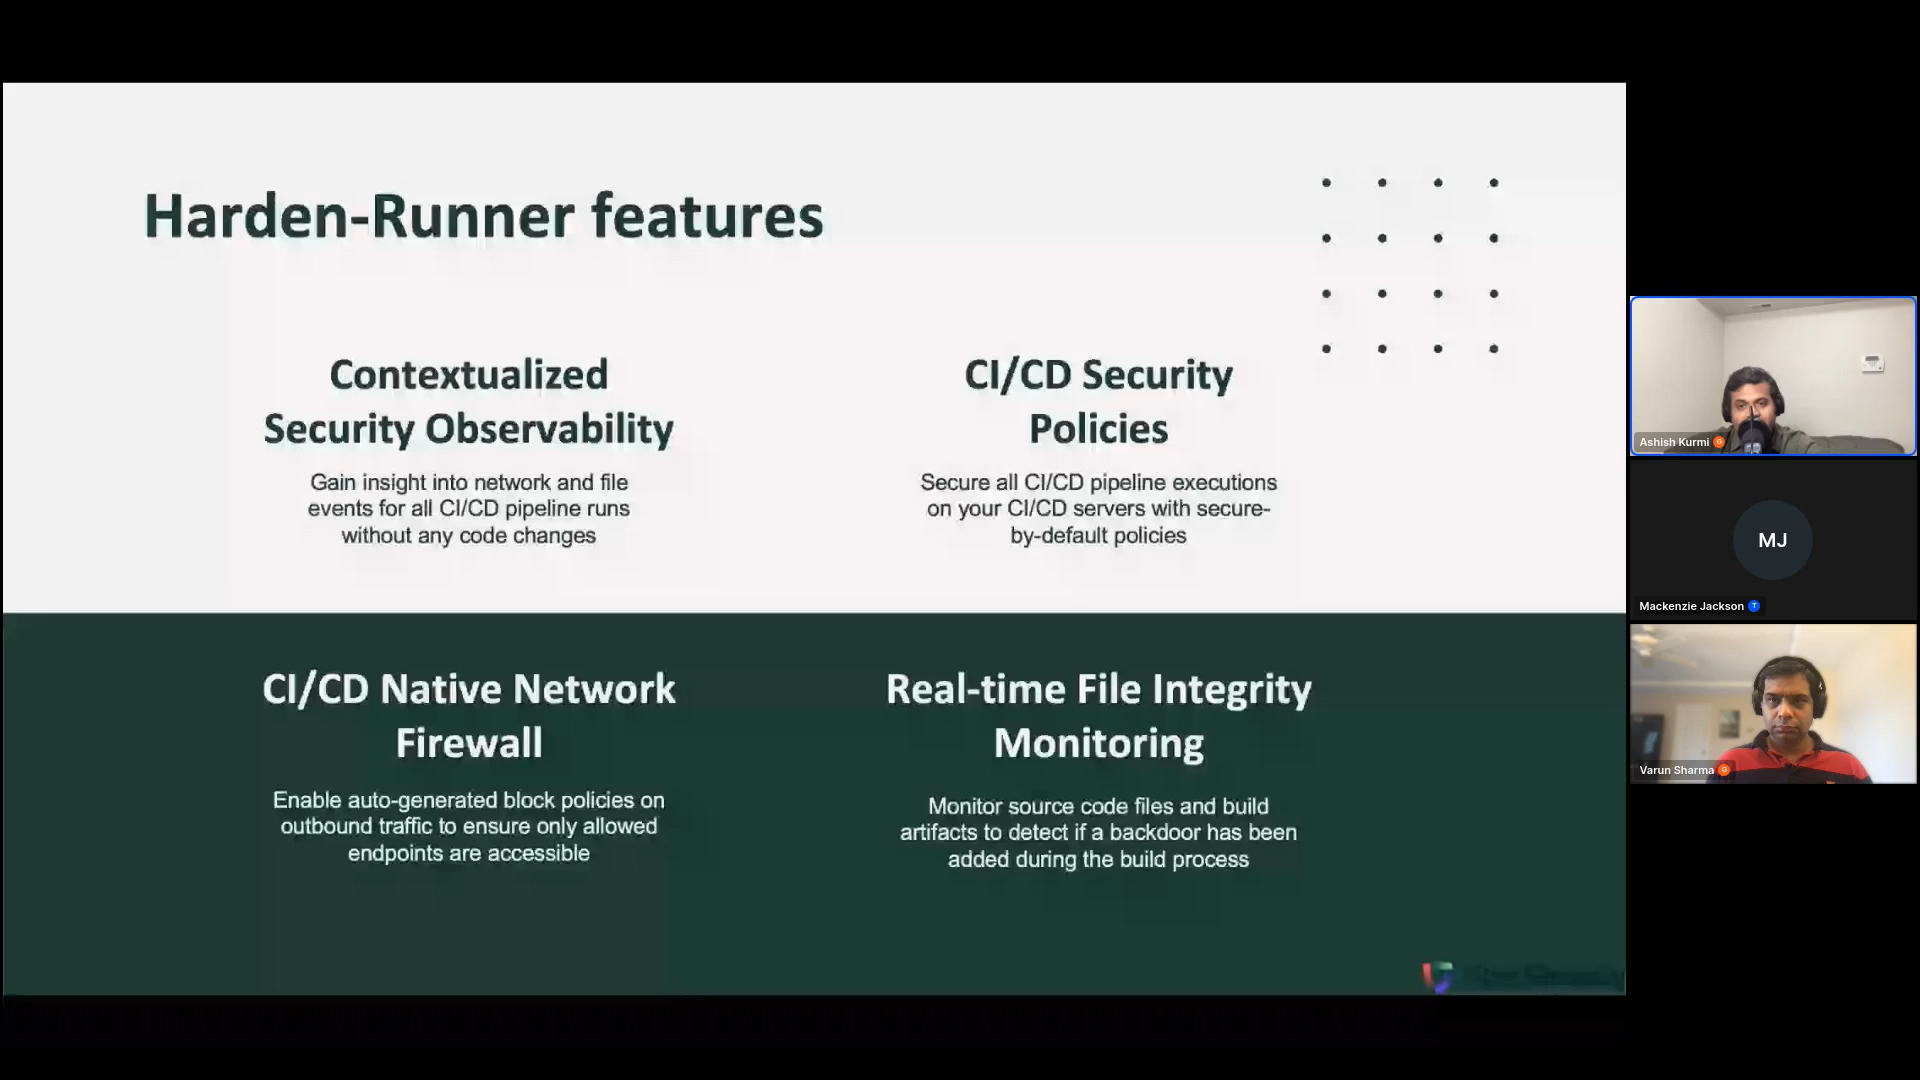 Harden-Runner features
Contextualized
Security Observability
Gain insight into network and file
events for all CI/CD pipeline runs
without any code changes
CI/CD Security
Policies
Secure all CI/CD pipeline executions
on your CI/CD servers with secure-
by-default policies
CI/CD Native Network
Firewall
Enable auto-generated block policies on
outbound traffic to ensure only allowed
endpoints are accessible
Real-time File Integrity
Monitoring
Monitor source code files and build
artifacts to detect if a backdoor has been
added during the build process
Ashish Kurmi G
MJ
Mackenzie Jackson T
Varun Sharma G